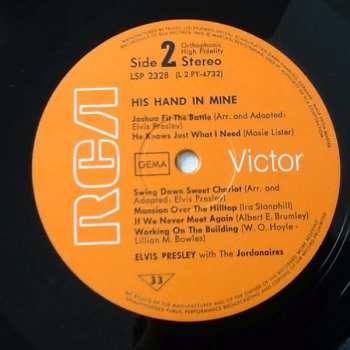 Side 2 Orthophonic High Fidelity Stereo
LSP 2328 (L 2 PY-4732)
HIS HAND IN MINE
Joshua Fit The Battle (Arr. and Adapted:
Elvis Presley)
He Knows Just What I Need (Mosie Lister)
GEMA
RCA
Victor
Swing Down Sweet Chariot (Arr. and
Adapted: Elvis Presley)
Mansion Over The Hilltop (Ira Stanphill)
If We Never Meet Again (Albert E. Brumley)
Working On The Building (W. O. Hoyle -
Lillian M. Bowles)
ELVIS PRESLEY with The Jordanaires
33